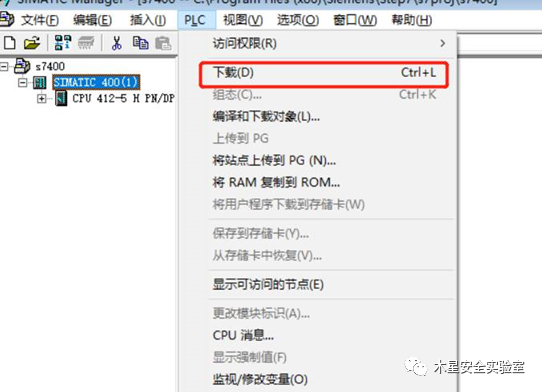 SIMATIC Manager - [s7400 -- C:\Program Files (x86)\Siemens\Step7\s7proj\s7400]
文件(F) 编辑(E) 插入(I) PLC 视图(V) 选项(O) 窗口(W) 帮助(H)
s7400
SIMATIC 400(1)
CPU 412-5 H PN/DP
访问权限(R)
下载(D) Ctrl+L
组态(C)... Ctrl+K
编译和下载对象(L)...
上传到 PG
将站点上传到 PG (N)...
将 RAM 复制到 ROM...
将用户程序下载到存储卡(W)
保存到存储卡(Y)...
从存储卡中恢复(V)...
显示可访问的节点(E)
更改模块标识(A)...
CPU 消息...
显示强制值(F)
监视/修改变量(O)
木星安全实验室